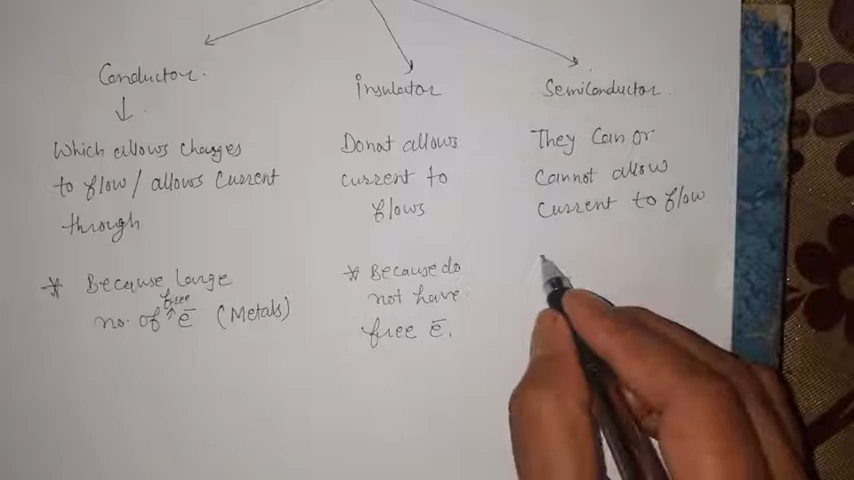 Conductor.
Which allows charges
to flow / allows current
through
* Because large
no. of free ē (Metals)
insulator
Donot allows
current to
flows
* Because do
not have
free ē.
Semiconductor.
They Can or
Cannot allow
Current to flow